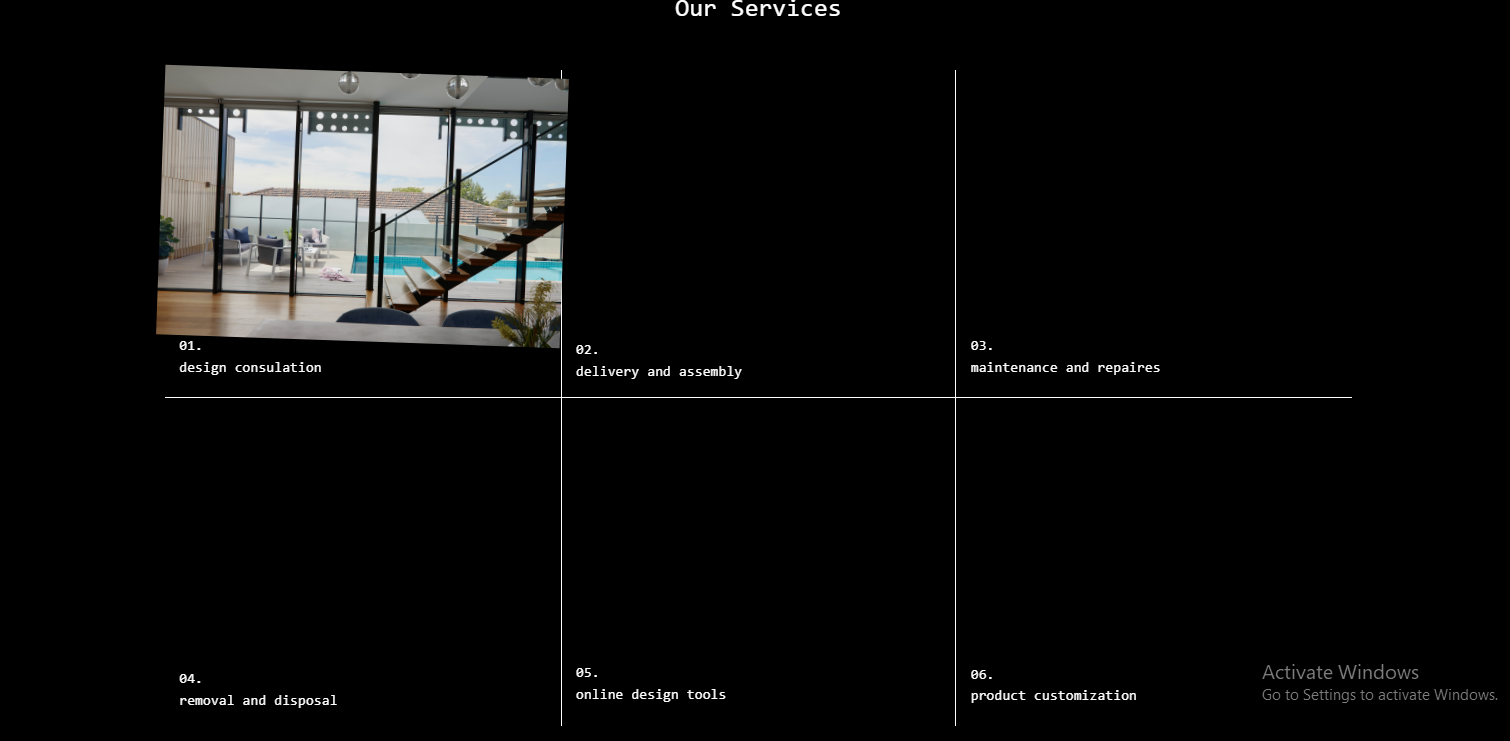 Our Services
01.
design consulation
02.
delivery and assembly
03.
maintenance and repaires
04.
removal and disposal
05.
online design tools
06.
product customization
Activate Windows
Go to Settings to activate Windows.